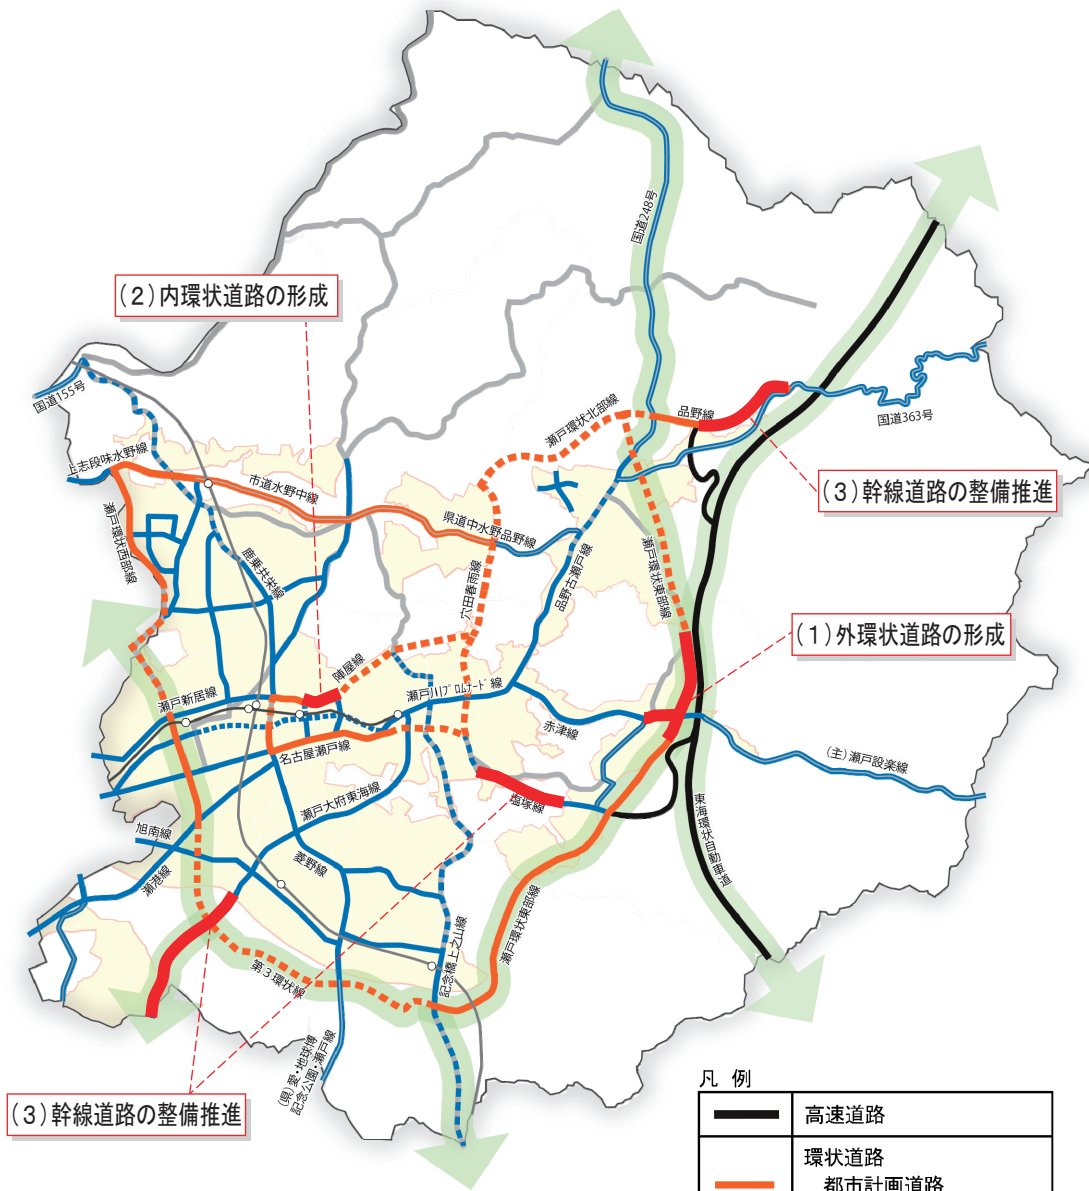 国道248号
(2)内環状道路の形成
国道155号
国道363号
品野線
瀬戸環状北部線
上志段味水野線
市道水野中線
(3)幹線道路の整備推進
県道中水野品野線
瀬戸環状西部線
鹿乗共栄線
穴田春雨線
品野古瀬戸線
瀬戸環状東部線
(1)外環状道路の形成
陣屋線
瀬戸新居線
瀬戸川プロムナード線
赤津線
名古屋瀬戸線
(主)瀬戸設楽線
瀬戸大府東海線
塩塚線
東海環状自動車道
旭南線
菱野線
瀬港線
瀬戸環状東部線
記念橋上之山線
第3環状線
(県)愛・地球博
記念公園・瀬戸線
(3)幹線道路の整備推進
凡 例
高速道路
環状道路
都市計画道路